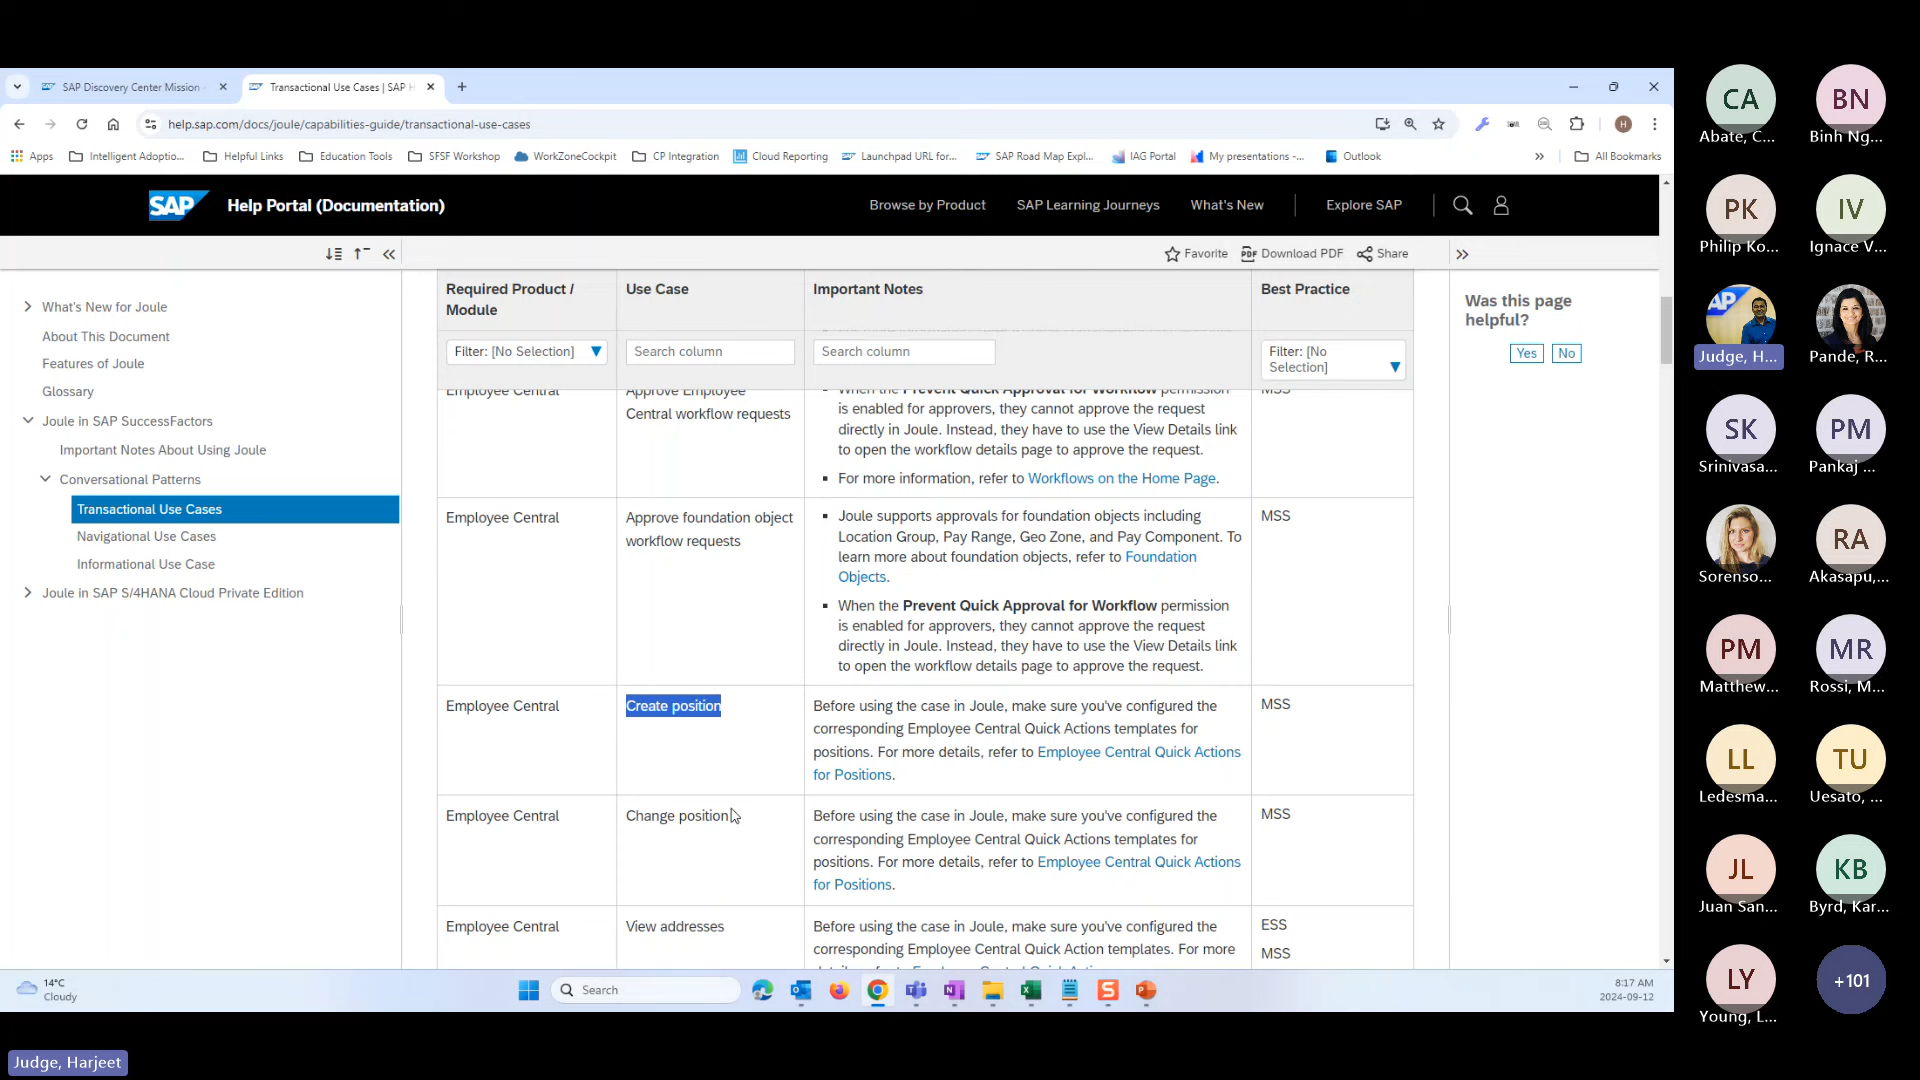 SAP Discovery Center Mission
Transactional Use Cases | SAP H
help.sap.com/docs/joule/capabilities-guide/transactional-use-cases
H
Apps
Intelligent Adoptio...
Helpful Links
Education Tools
SFSF Workshop
WorkZoneCockpit
CP Integration
Cloud Reporting
Launchpad URL for...
SAP Road Map Expl...
IAG Portal
My presentations -...
Outlook
All Bookmarks
SAP
Help Portal (Documentation)
Browse by Product
SAP Learning Journeys
What's New
Explore SAP
Favorite
PDF
Download PDF
Share
What's New for Joule
About This Document
Features of Joule
Glossary
Joule in SAP SuccessFactors
Important Notes About Using Joule
Conversational Patterns
Transactional Use Cases
Navigational Use Cases
Informational Use Case
Joule in SAP S/4HANA Cloud Private Edition
Required Product /
Module
Use Case
Important Notes
Best Practice
Filter: [No Selection]
Search column
Search column
Filter: [No
Selection]
Employee Central
Approve Employee
Central workflow requests
When the Prevent Quick Approval for Workflow permission
is enabled for approvers, they cannot approve the request
directly in Joule. Instead, they have to use the View Details link
to open the workflow details page to approve the request.
For more information, refer to Workflows on the Home Page.
MSS
Employee Central
Approve foundation object
workflow requests
Joule supports approvals for foundation objects including
Location Group, Pay Range, Geo Zone, and Pay Component. To
learn more about foundation objects, refer to Foundation
Objects.
When the Prevent Quick Approval for Workflow permission
is enabled for approvers, they cannot approve the request
directly in Joule. Instead, they have to use the View Details link
to open the workflow details page to approve the request.
MSS
Employee Central
Create position
Before using the case in Joule, make sure you've configured the
corresponding Employee Central Quick Actions templates for
positions. For more details, refer to Employee Central Quick Actions
for Positions.
MSS
Employee Central
Change position
Before using the case in Joule, make sure you've configured the
corresponding Employee Central Quick Actions templates for
positions. For more details, refer to Employee Central Quick Actions
for Positions.
MSS
Employee Central
View addresses
Before using the case in Joule, make sure you've configured the
corresponding Employee Central Quick Action templates. For more
ESS
MSS
Was this page
helpful?
Yes
No
14°C
Cloudy
Search
8:17 AM
2024-09-12
CA
Abate, C...
BN
Binh Ng...
PK
Philip Ko...
IV
Ignace V...
AP
Judge, H...
Pande, R...
SK
Srinivasa...
PM
Pankaj ...
Sorenso...
RA
Akasapu,...
PM
Matthew...
MR
Rossi, M...
LL
Ledesma...
TU
Uesato, ...
JL
Juan San...
KB
Byrd, Kar...
LY
Young, L...
+101
Judge, Harjeet